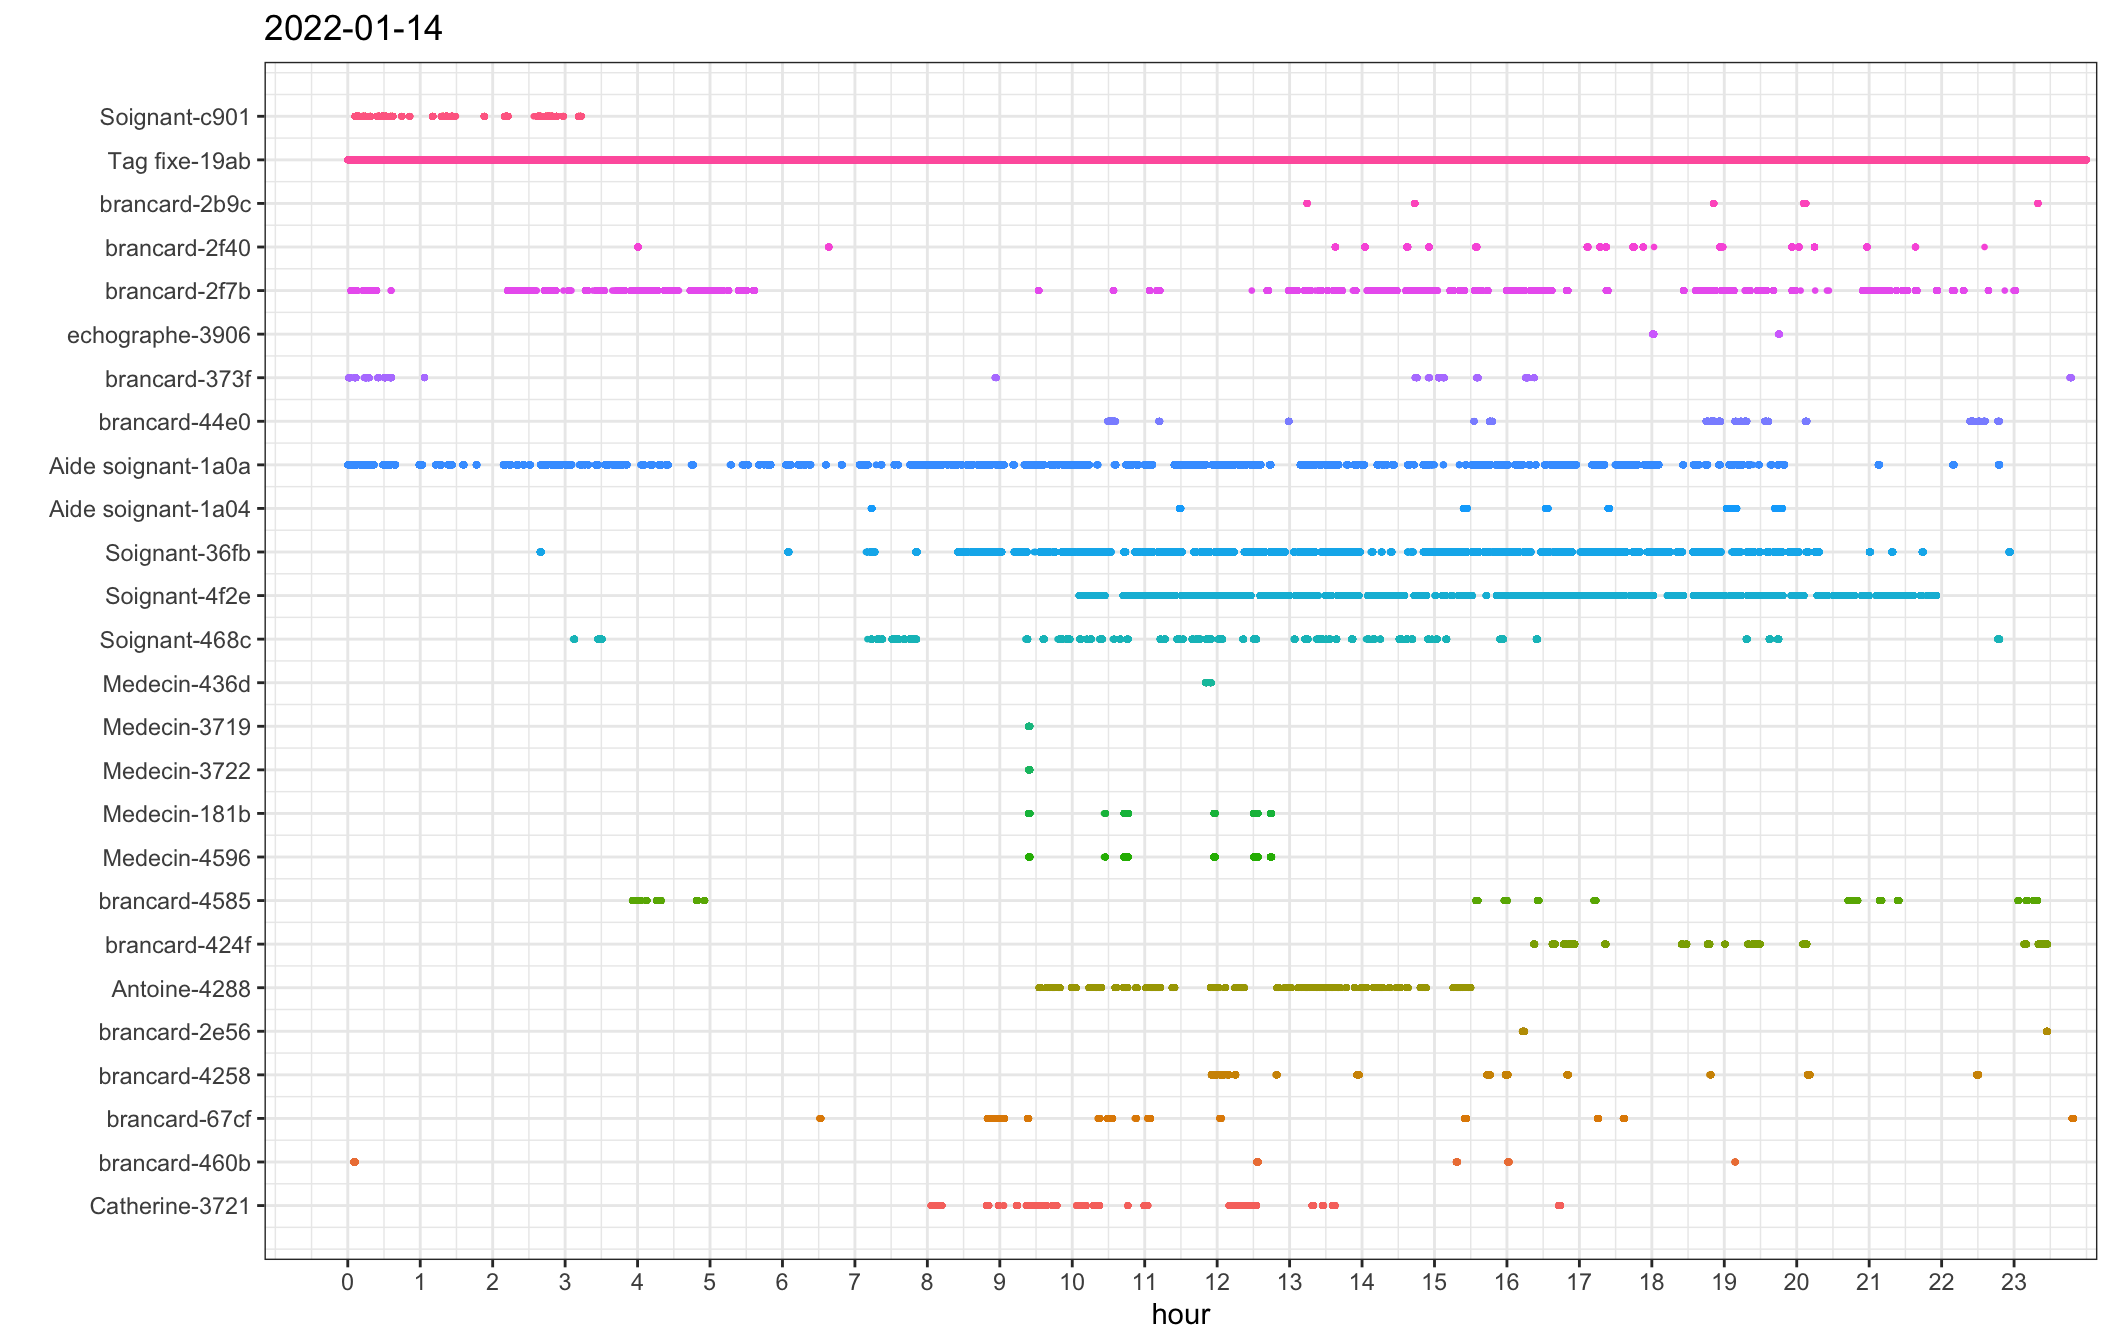 2022-01-14
Soignant-c901
Tag fixe-19ab
brancard-2b9c
brancard-2f40
brancard-2f7b
echographe-3906
brancard-373f
brancard-44e0
Aide soignant-1a0a
Aide soignant-1a04
Soignant-36fb
Soignant-4f2e
Soignant-468c
Medecin-436d
Medecin-3719
Medecin-3722
Medecin-181b
Medecin-4596
brancard-4585
brancard-424f
Antoine-4288
brancard-2e56
brancard-4258
brancard-67cf
brancard-460b
Catherine-3721
0 1 2 3 4 5 6 7 8 9 10 11 12 13 14 15 16 17 18 19 20 21 22 23
hour